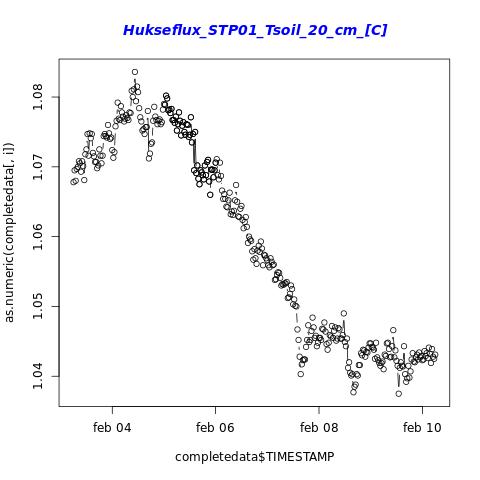 Hukseflux_STP01_Tsoil_20_cm_[C]
as.numeric(completedata[, i])
1.08
1.07
1.06
1.05
1.04
feb 04
feb 06
feb 08
feb 10
completedata$TIMESTAMP